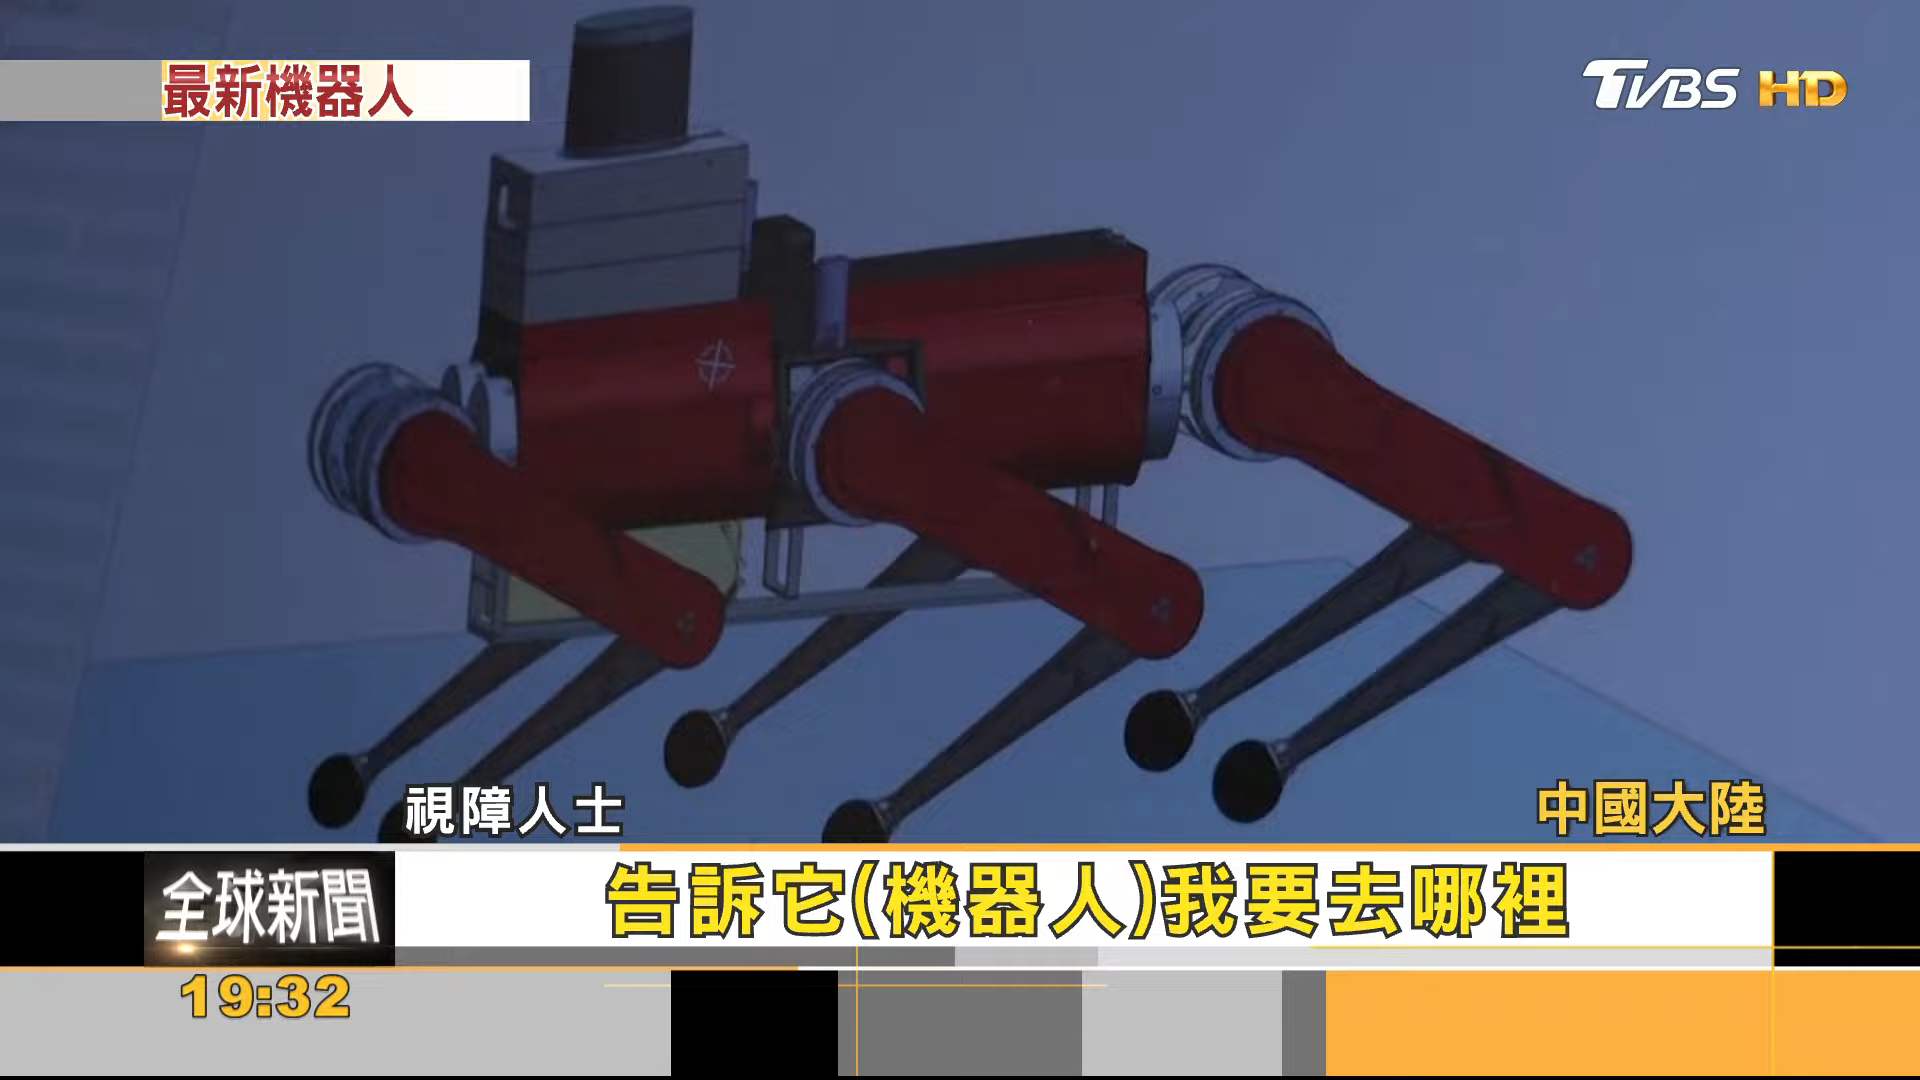 最新機器人
TVBS HD
視障人士
中國大陸
全球新聞
告訴它(機器人)我要去哪裡
19:32